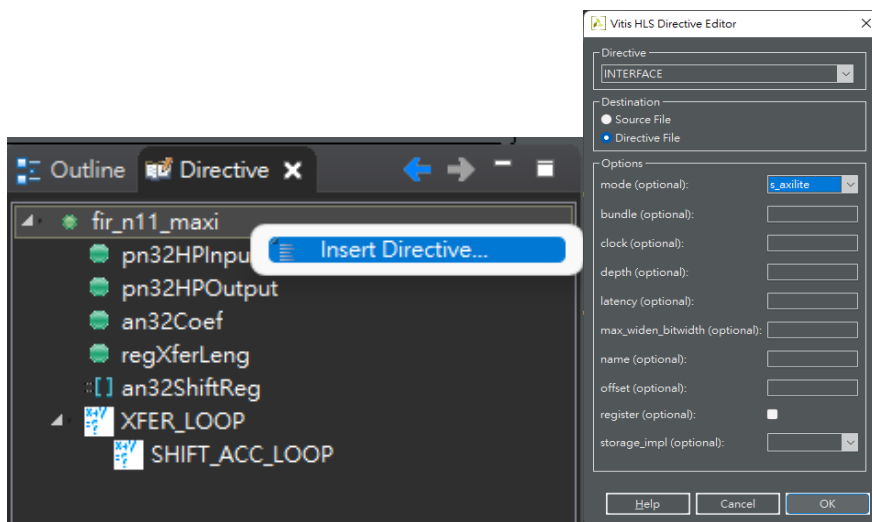 Outline
Directive
fir_n11_maxi
Insert Directive...
pn32HPInpu
pn32HPOutput
an32Coef
regXferLeng
an32ShiftReg
XFER_LOOP
SHIFT_ACC_LOOP
Vitis HLS Directive Editor
Directive
INTERFACE
Destination
Source File
Directive File
Options
mode (optional):
s_axilite
bundle (optional):
clock (optional):
depth (optional):
latency (optional):
max_widen_bitwidth (optional):
name (optional):
offset (optional):
register (optional):
storage_impl (optional):
Help
Cancel
OK